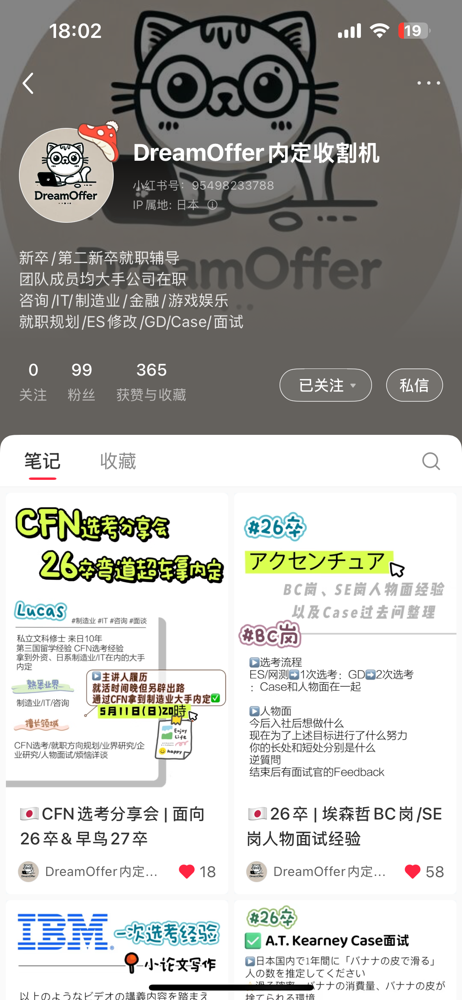 18:02
19
DreamOffer内定收割机
小红书号：95498233788
IP属地: 日本
DreamOffer
DreamOffer
新卒/第二新卒就职辅导
团队成员均大手公司在职
咨询/IT/制造业/金融/游戏娱乐
就职规划/ES修改/GD/Case/面试
0
99
365
关注
粉丝
获赞与收藏
已关注
私信
笔记
收藏
CFN选考分享会
26卒弯道超车拿内定
Lucas
#制造业 #IT #咨询 #面谈
私立文科修士 来日10年
第三国留学经验 CFN选考经验
拿到外资、日系制造业/IT在内的大手
内定
熟悉业界
制造业/IT/咨询
▶主讲人履历
就活时间晚但另辟出路
通过CFN拿到制造业大手内定✅
5月11日(日)20時
擅长领域
Enjoy
Life
happy
CFN选考/就职方向规划/业界研究/企
业研究/人物面试/烦恼详谈
🇯🇵CFN选考分享会 | 面向
26卒&早鸟27卒
DreamOffer
DreamOffer内定...
18
#26卒
アクセンチュア
BC岗、SE岗人物面经验
以及Case过去问整理
#BC岗
▶选考流程
ES/网测➡1次选考：GD➡2次选考
：Case和人物面在一起
▶人物面
今后入社后想做什么
现在为了上述目标进行了什么努力
你的长处和短处分别是什么
逆質問
结束后有面试官的Feedback
🇯🇵26卒 | 埃森哲BC岗/SE
岗人物面试经验
DreamOffer
DreamOffer内定...
58
IBM®
一次选考经验
小论文写作
以上のようなビデオの講義内容を踏まえ
#26卒
✅ A.T. Kearney Case面试
▶日本国内で1年間に「バナナの皮で滑る」
人の数を推定してください
滑る確率、バナナの消費量、バナナの皮が
捨てられる環境